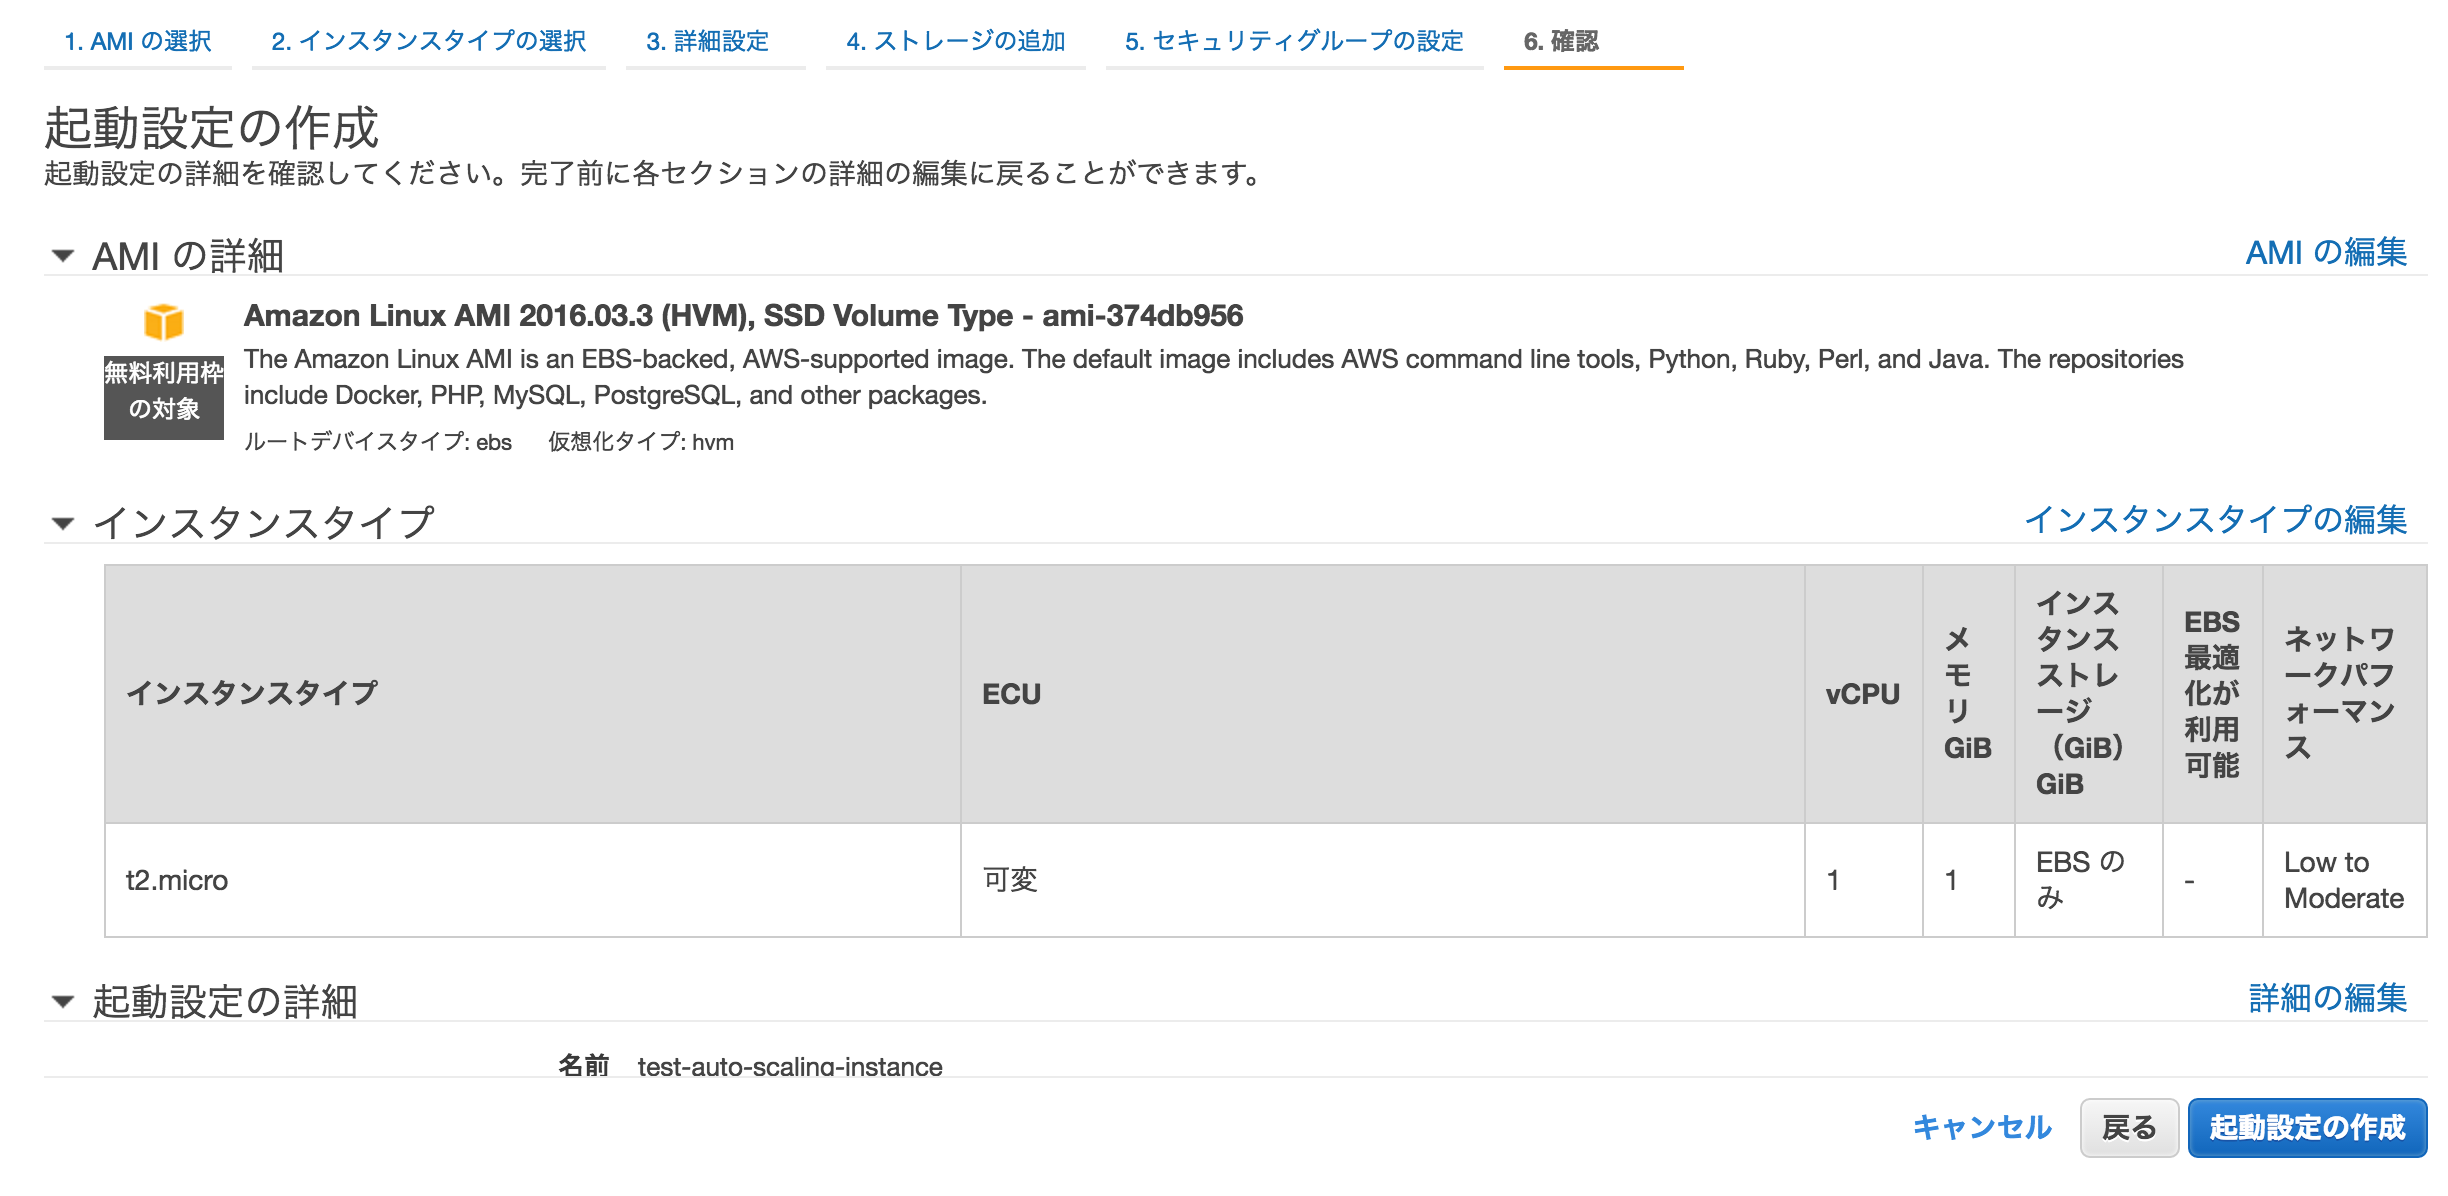 1. AMI の選択
2. インスタンスタイプの選択
3. 詳細設定
4. ストレージの追加
5. セキュリティグループの設定
6. 確認
起動設定の作成
起動設定の詳細を確認してください。完了前に各セクションの詳細の編集に戻ることができます。
AMI の詳細
AMI の編集
Amazon Linux AMI 2016.03.3 (HVM), SSD Volume Type - ami-374db956
無料利用枠
の対象
The Amazon Linux AMI is an EBS-backed, AWS-supported image. The default image includes AWS command line tools, Python, Ruby, Perl, and Java. The repositories
include Docker, PHP, MySQL, PostgreSQL, and other packages.
ルートデバイスタイプ: ebs 仮想化タイプ: hvm
インスタンスタイプ
インスタンスタイプの編集
インスタンスタイプ
ECU
vCPU
メ
モ
リ
GiB
インス
タンス
ストレ
ージ
（GiB）
GiB
EBS
最適
化が
利用
可能
ネットワ
ークパフ
ォーマン
ス
t2.micro
可変
1
1
EBS の
み
-
Low to
Moderate
起動設定の詳細
詳細の編集
名前 test-auto-scaling-instance
キャンセル
戻る
起動設定の作成